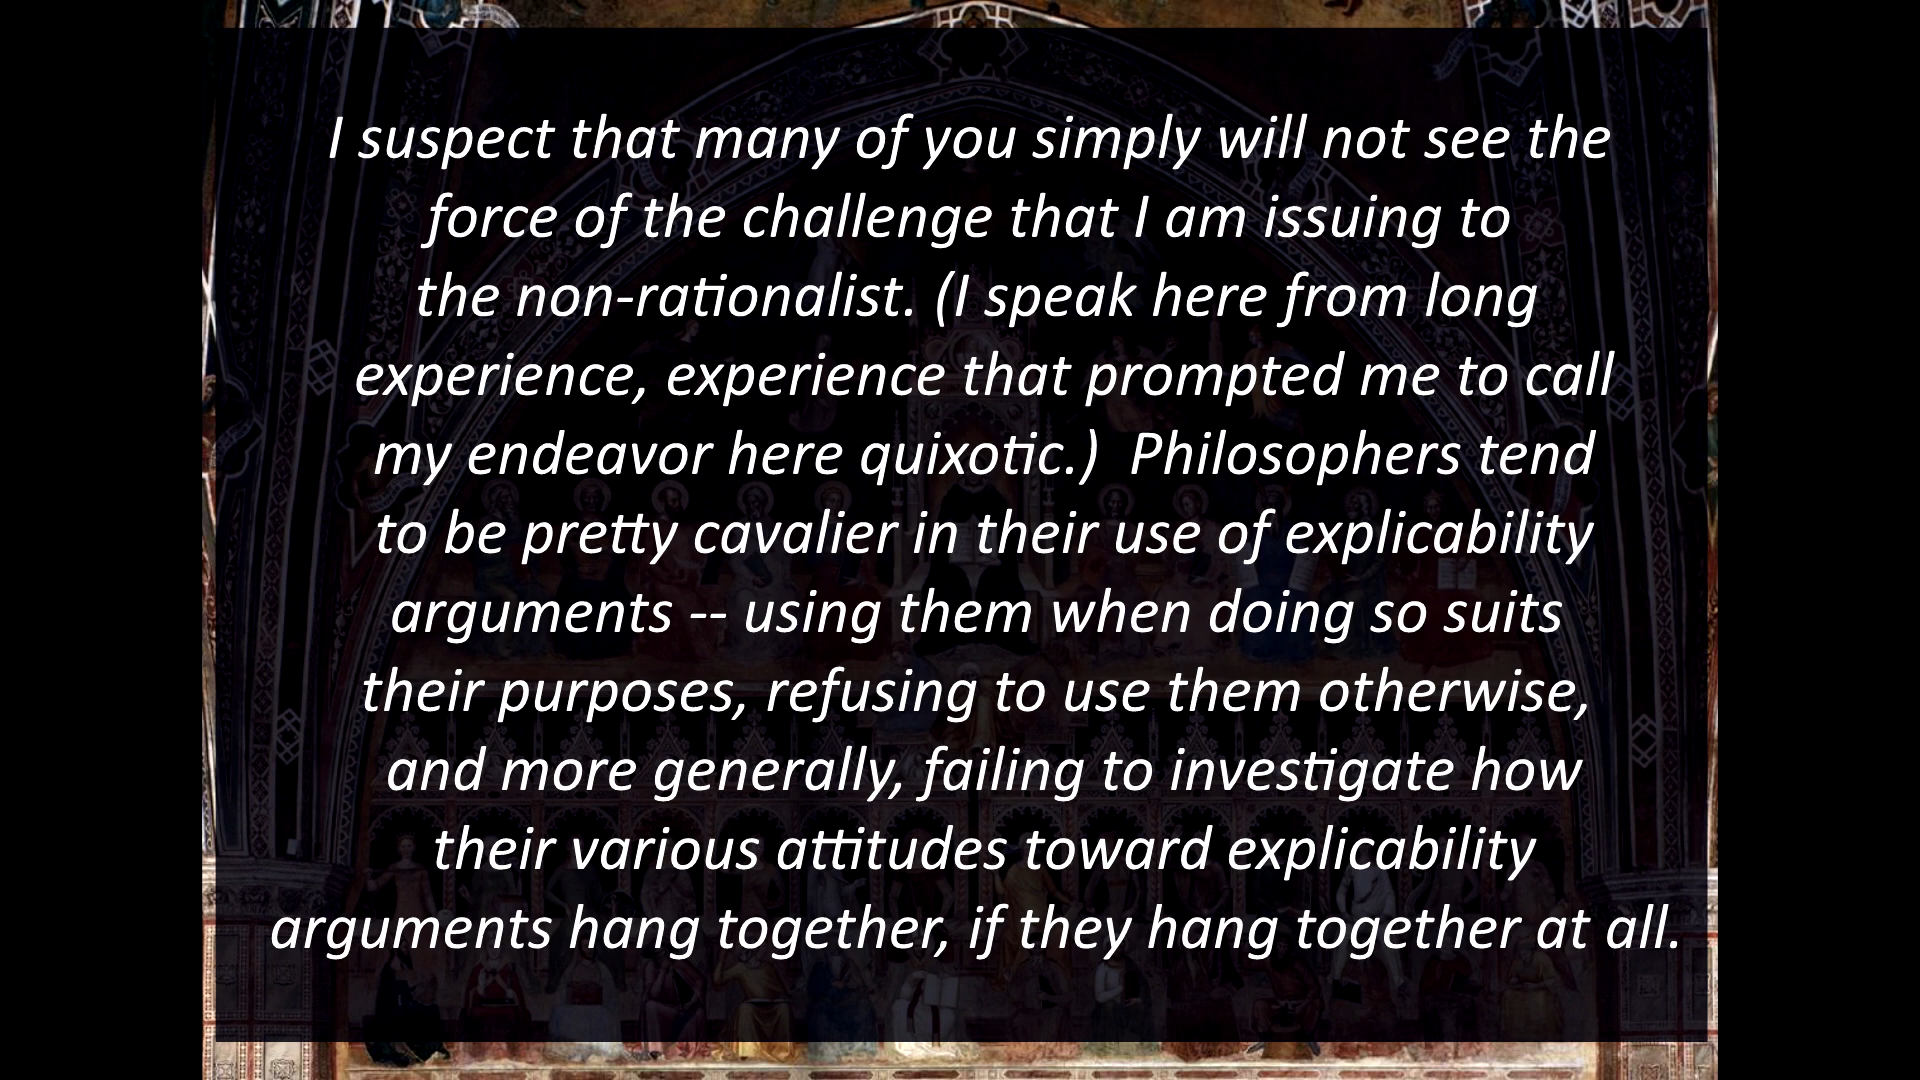 I suspect that many of you simply will not see the
force of the challenge that I am issuing to
the non-rationalist. (I speak here from long
experience, experience that prompted me to call
my endeavor here quixotic.)  Philosophers tend
to be pretty cavalier in their use of explicability
arguments -- using them when doing so suits
their purposes, refusing to use them otherwise,
and more generally, failing to investigate how
their various attitudes toward explicability
arguments hang together, if they hang together at all.